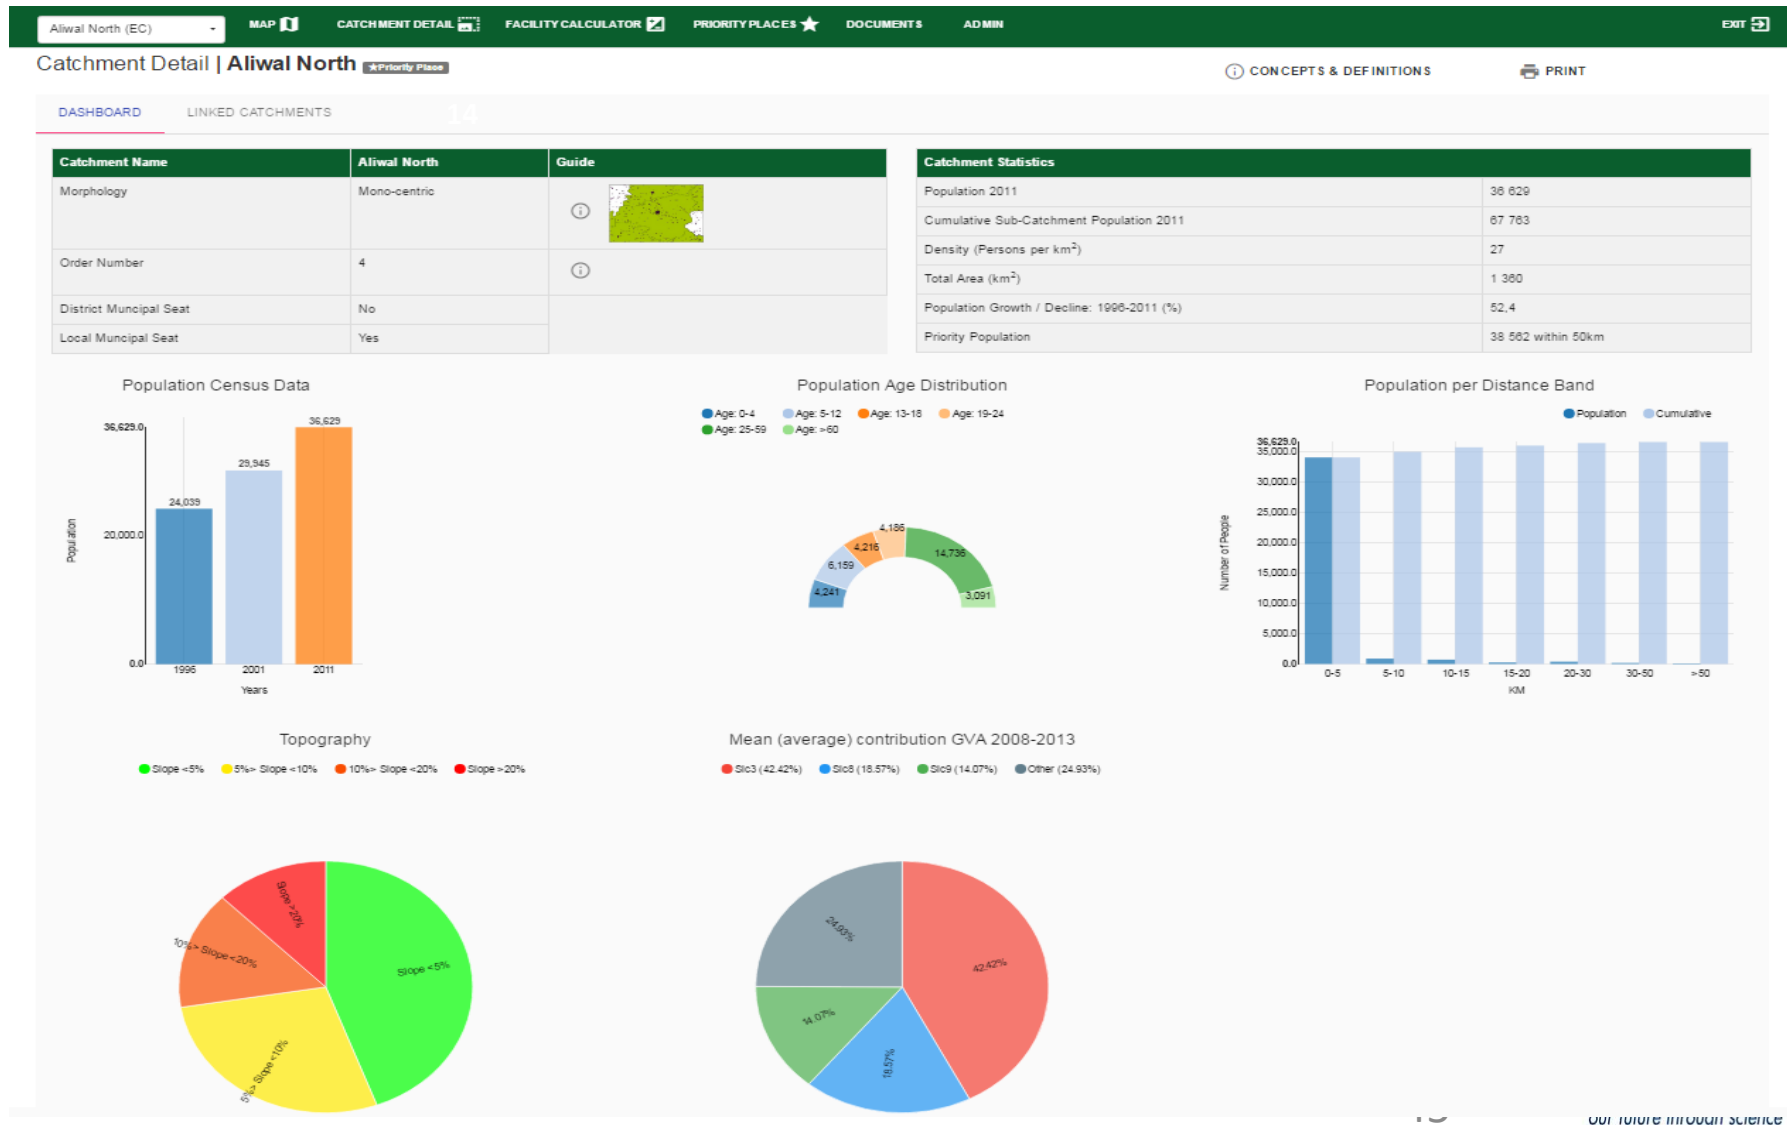 Aliwal North (EC)
MAP
CATCHMENT DETAIL
FACILITY CALCULATOR
PRIORITY PLACES
DOCUMENTS
ADMIN
EXIT
Catchment Detail | Aliwal North ★Priority Place
CONCEPTS & DEFINITIONS
PRINT
DASHBOARD
LINKED CATCHMENTS
14
Catchment Name Aliwal North Guide
Morphology Mono-centric
Order Number 4
District Muncipal Seat No
Local Muncipal Seat Yes
Catchment Statistics
Population 2011 36 629
Cumulative Sub-Catchment Population 2011 67 763
Density (Persons per km²) 27
Total Area (km²) 1 360
Population Growth / Decline: 1996-2011 (%) 52,4
Priority Population 38 562 within 50km
Population Census Data
36,629.0
20,000.0
0.0
Population
24,039
29,945
36,629
1996 2001 2011
Years
Population Age Distribution
Age: 0-4 Age: 5-12 Age: 13-18 Age: 19-24
Age: 25-59 Age: >60
4,241
6,159
4,216
4,186
14,736
3,091
Population per Distance Band
Population Cumulative
36,629.0
35,000.0
30,000.0
25,000.0
20,000.0
15,000.0
10,000.0
5,000.0
0.0
Number of People
0-5 5-10 10-15 15-20 20-30 30-50 >50
KM
Topography
Slope <5% 5%> Slope <10% 10%> Slope <20% Slope >20%
Slope >20%
10%> Slope <20%
Slope <5%
5%> Slope <10%
Mean (average) contribution GVA 2008-2013
Sic3 (42.42%) Sic8 (18.57%) Sic9 (14.07%) Other (24.93%)
24.93%
42.42%
14.07%
18.57%
our future through science